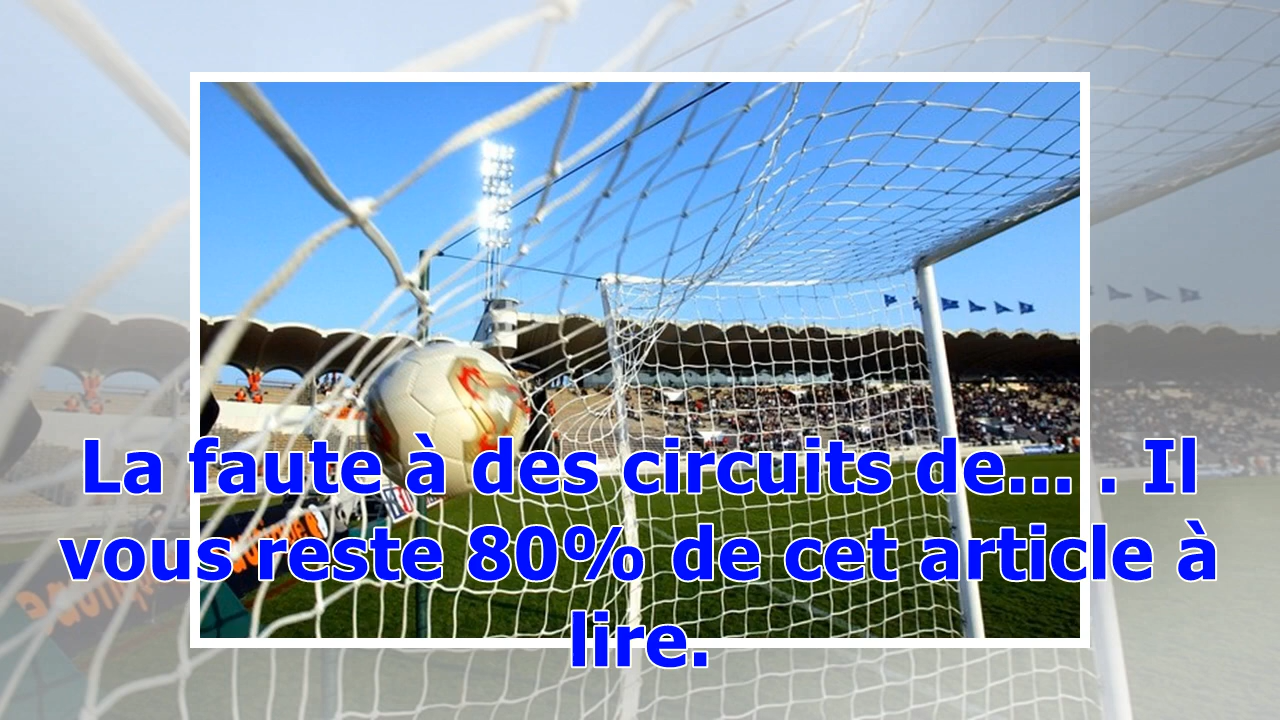 La faute à des circuits de... . Il
vous reste 80% de cet article à
lire.